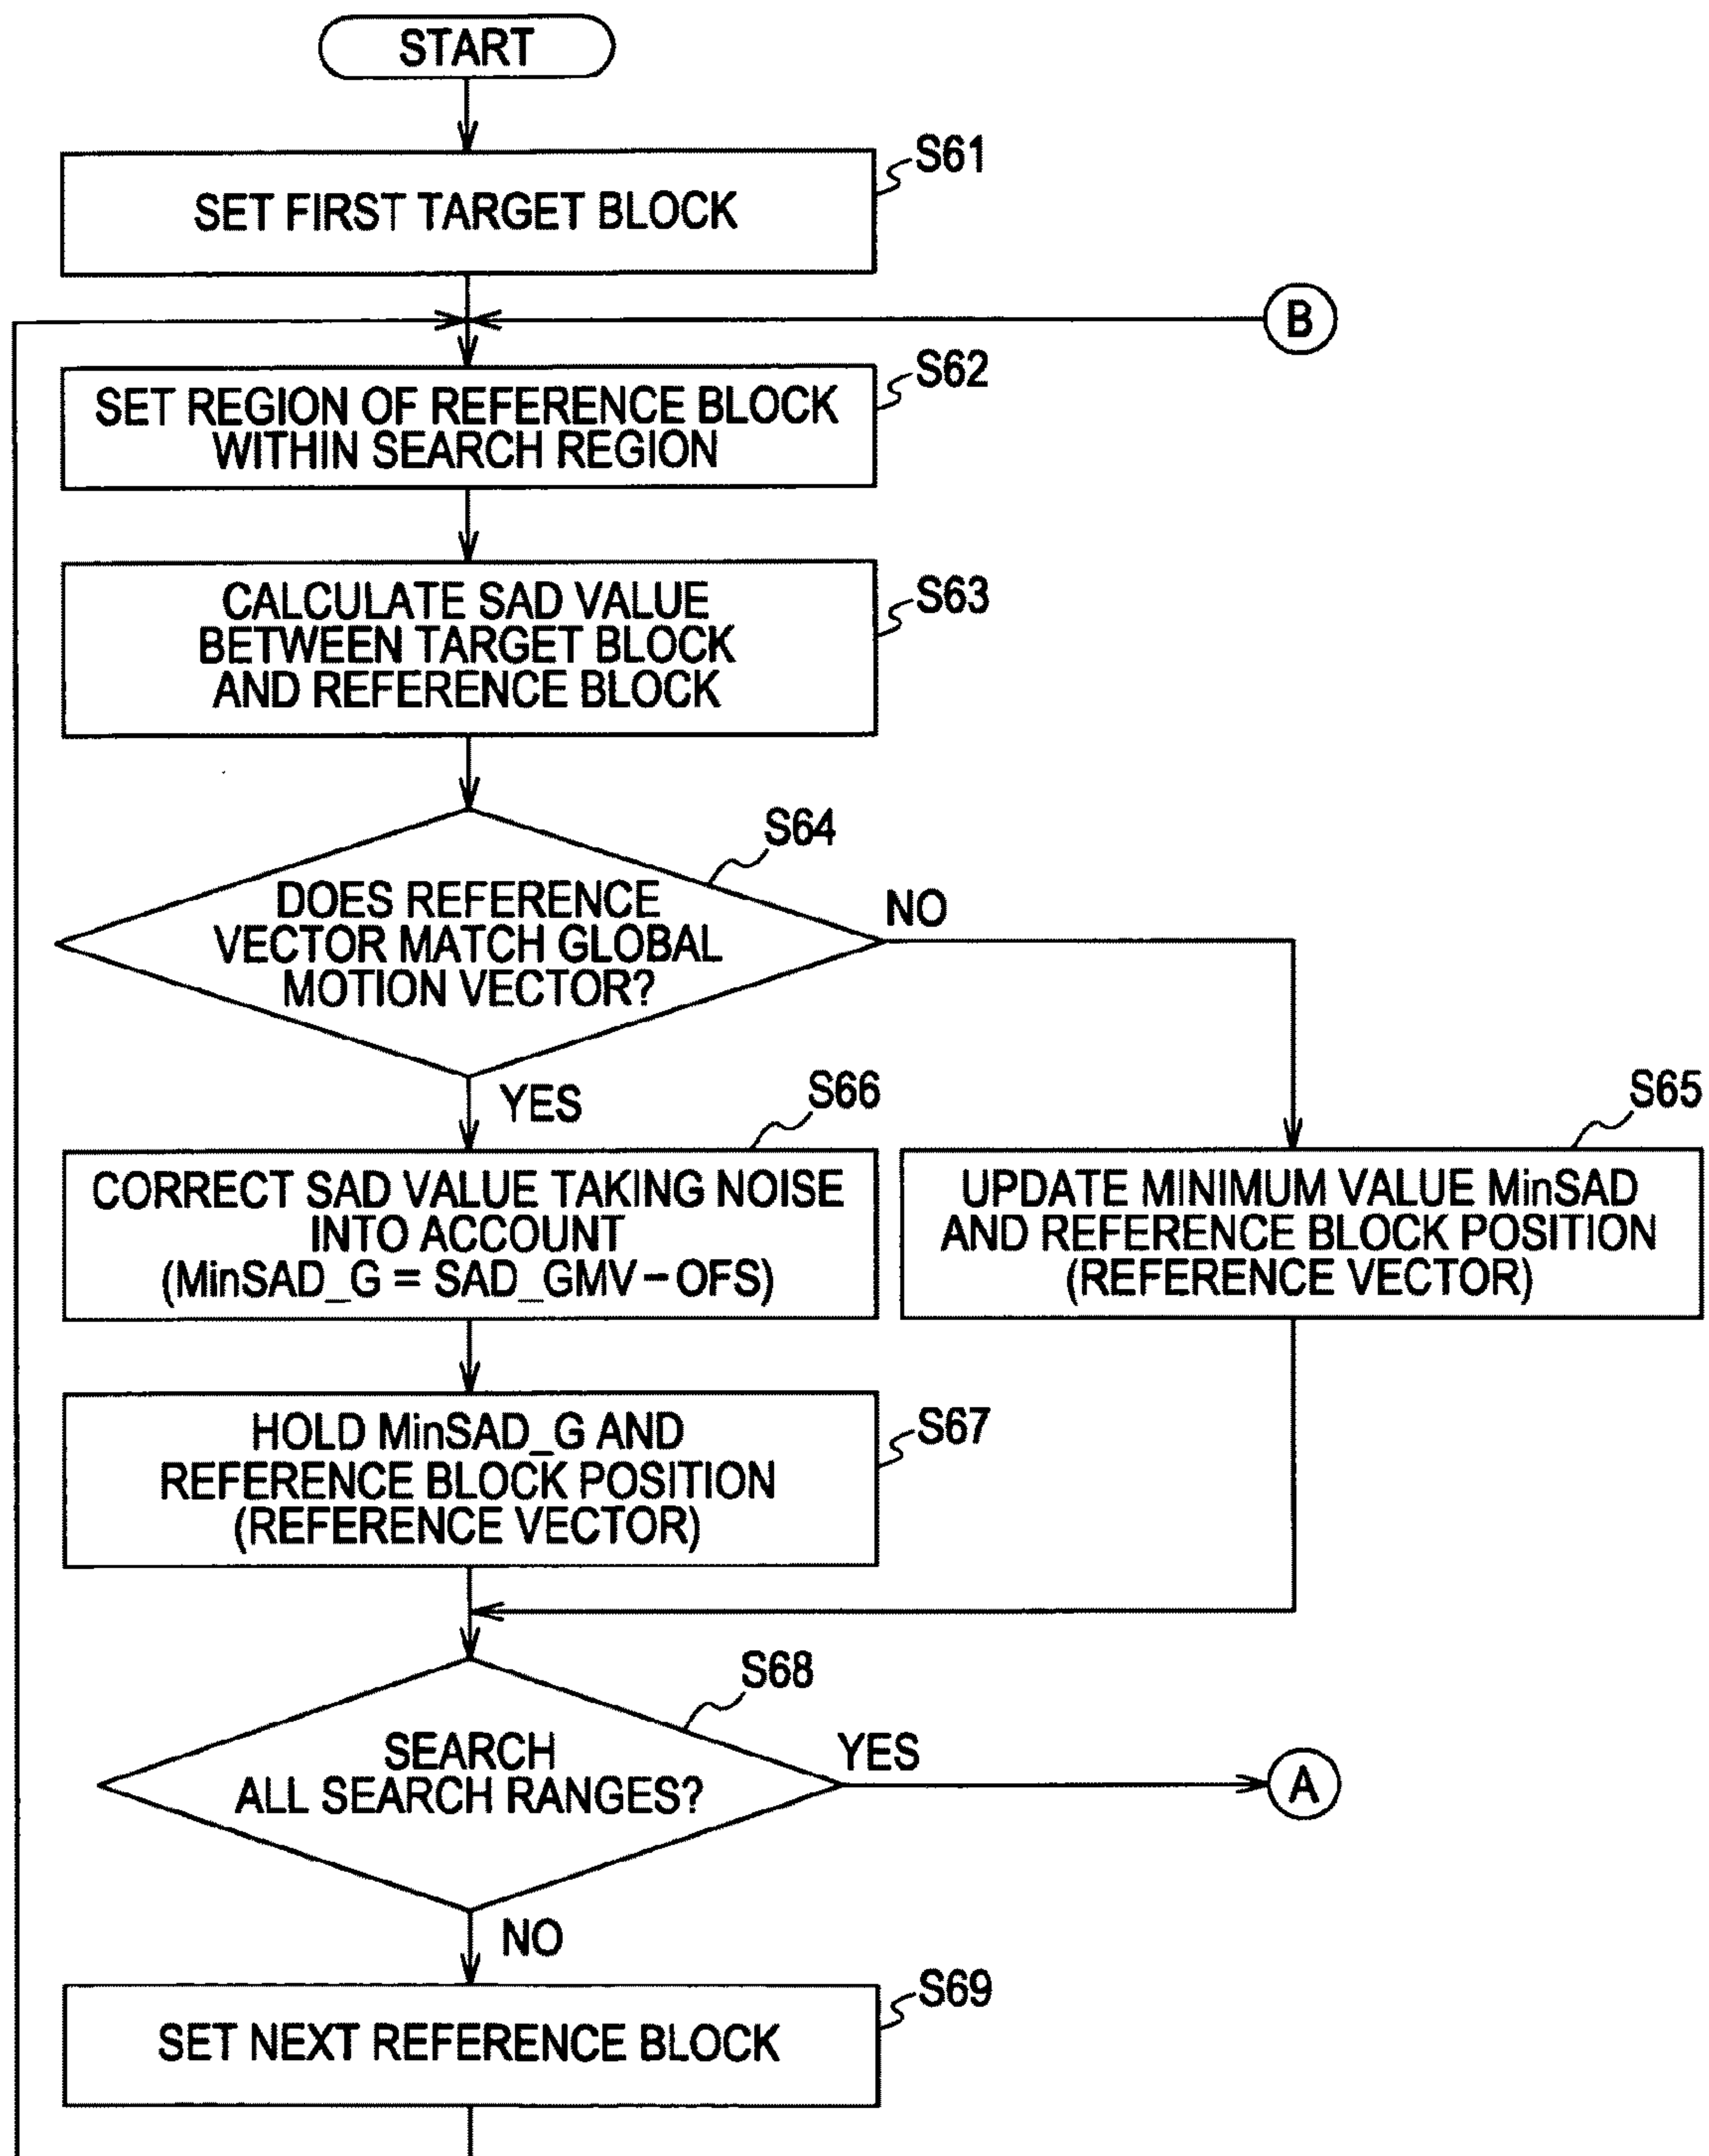 START
S61
SET FIRST TARGET BLOCK
B
S62
SET REGION OF REFERENCE BLOCK
WITHIN SEARCH REGION
S63
CALCULATE SAD VALUE
BETWEEN TARGET BLOCK
AND REFERENCE BLOCK
S64
DOES REFERENCE
VECTOR MATCH GLOBAL
MOTION VECTOR?
NO
YES
S66
CORRECT SAD VALUE TAKING NOISE
INTO ACCOUNT
(MinSAD_G = SAD_GMV – OFS)
S65
UPDATE MINIMUM VALUE MinSAD
AND REFERENCE BLOCK POSITION
(REFERENCE VECTOR)
S67
HOLD MinSAD_G AND
REFERENCE BLOCK POSITION
(REFERENCE VECTOR)
S68
SEARCH
ALL SEARCH RANGES?
YES
A
NO
S69
SET NEXT REFERENCE BLOCK